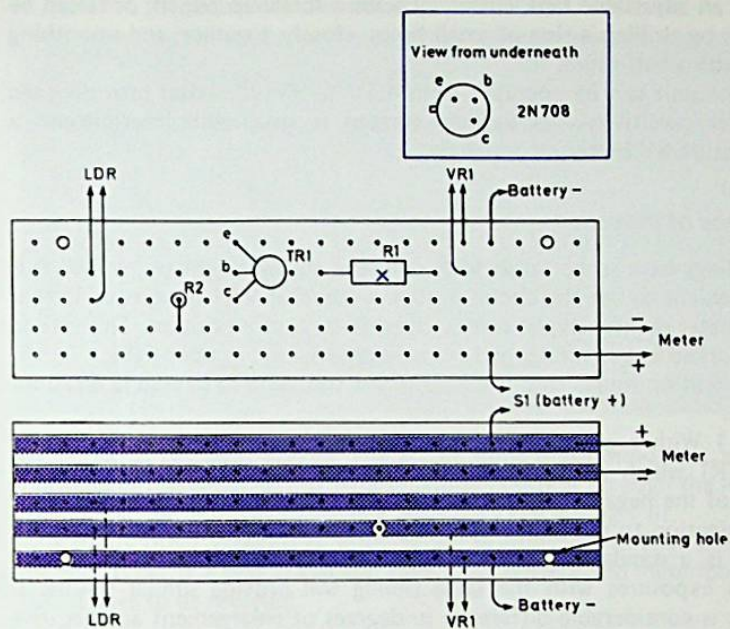 View from underneath
e b
2N708
c
LDR
VR1
Battery –
e
TR1
R1
b
R2
c
–
Meter
+
S1 (battery +)
+
Meter
–
Mounting hole
Battery –
LDR
VR1